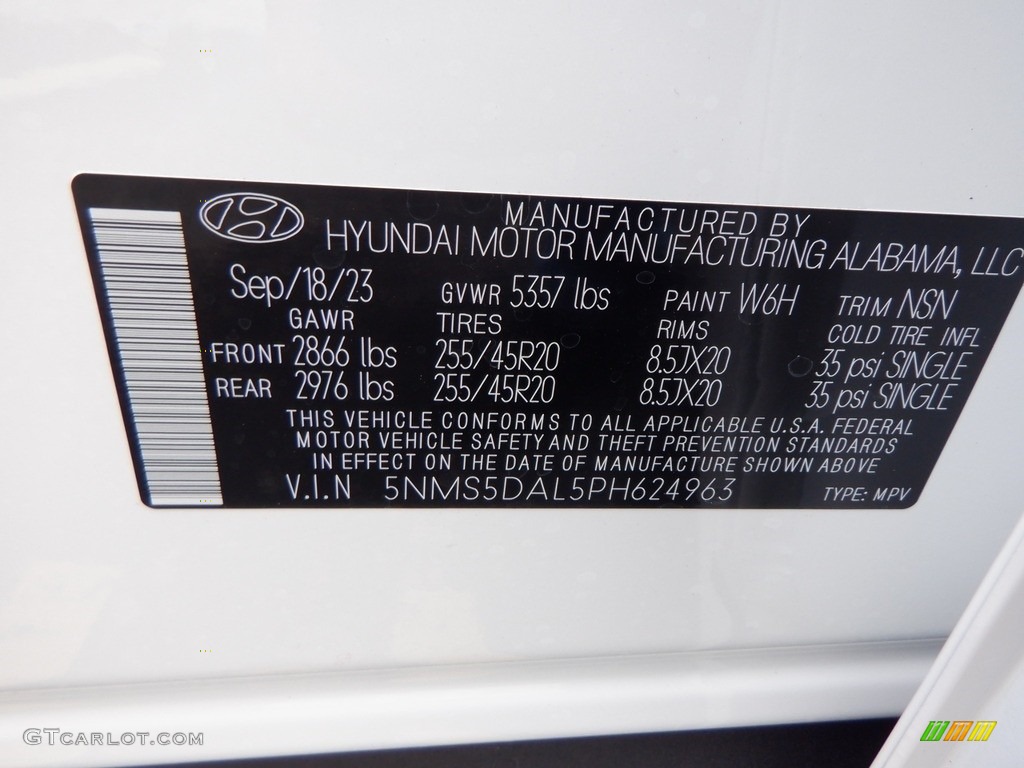 MANUFACTURED BY
HYUNDAI MOTOR MANUFACTURING ALABAMA, LLC
Sep/18/23 GVWR 5357 lbs PAINT W6H TRIM NSN
GAWR TIRES RIMS COLD TIRE INFL
FRONT 2866 lbs 255/45R20 8.5JX20 35 psi SINGLE
REAR 2976 lbs 255/45R20 8.5JX20 35 psi SINGLE
THIS VEHICLE CONFORMS TO ALL APPLICABLE U.S.A. FEDERAL
MOTOR VEHICLE SAFETY AND THEFT PREVENTION STANDARDS
IN EFFECT ON THE DATE OF MANUFACTURE SHOWN ABOVE
V.I.N 5NMS5DAL5PH624963 TYPE: MPV
GTcarlot.com